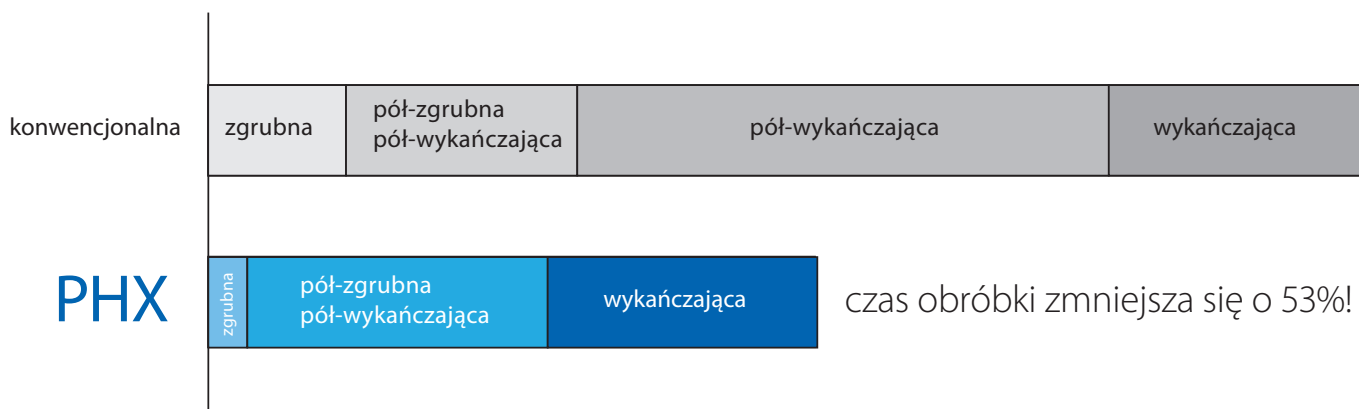 konwencjonalna
zgrubna
pół-zgrubna
pół-wykańczająca
pół-wykańczająca
wykańczająca
PHX
zgrubna
pół-zgrubna
pół-wykańczająca
wykańczająca
czas obróbki zmniejsza się o 53%!